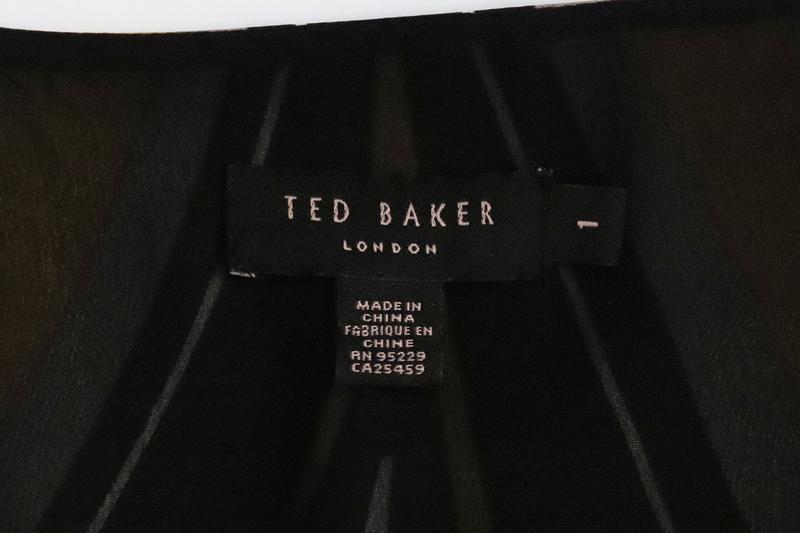 TED BAKER
LONDON
1
MADE IN
CHINA
FABRIQUE EN
CHINE
RN 95229
CA25459